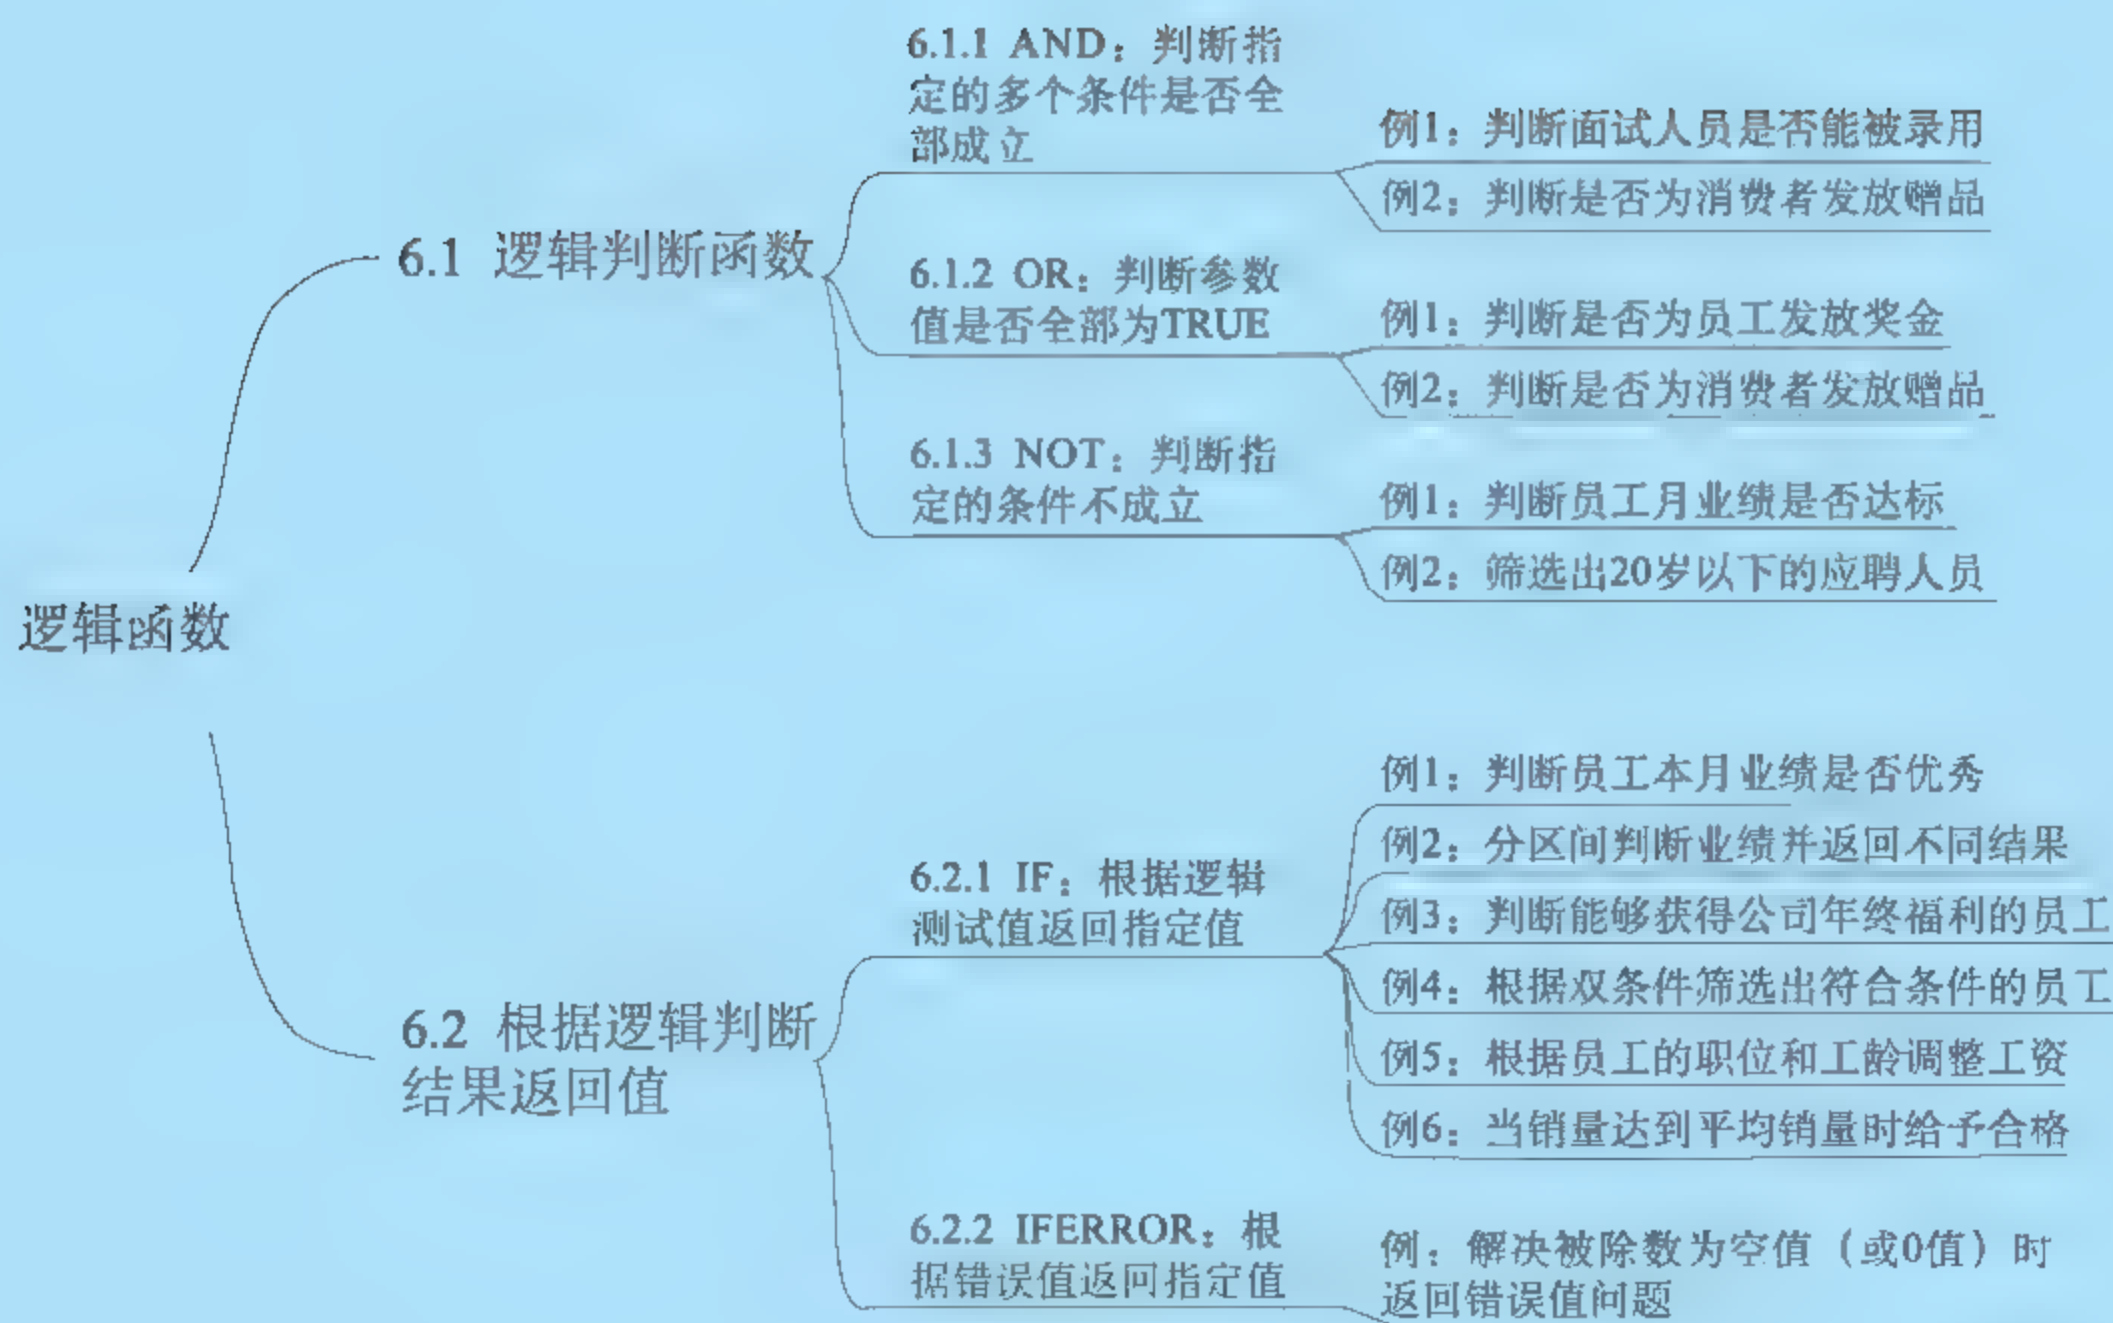 逻辑函数
6.1 逻辑判断函数
6.1.1 AND：判断指
定的多个条件是否全
部成立
例1：判断面试人员是否能被录用
例2：判断是否为消费者发放赠品
6.1.2 OR：判断参数
值是否全部为TRUE
例1：判断是否为员工发放奖金
例2：判断是否为消费者发放赠品
6.1.3 NOT：判断指
定的条件不成立
例1：判断员工月业绩是否达标
例2：筛选出20岁以下的应聘人员
6.2 根据逻辑判断
结果返回值
6.2.1 IF：根据逻辑
测试值返回指定值
例1：判断员工本月业绩是否优秀
例2：分区间判断业绩并返回不同结果
例3：判断能够获得公司年终福利的员工
例4：根据双条件筛选出符合条件的员工
例5：根据员工的职位和工龄调整工资
例6：当销量达到平均销量时给予合格
6.2.2 IFERROR：根
据错误值返回指定值
例：解决被除数为空值（或0值）时
返回错误值问题